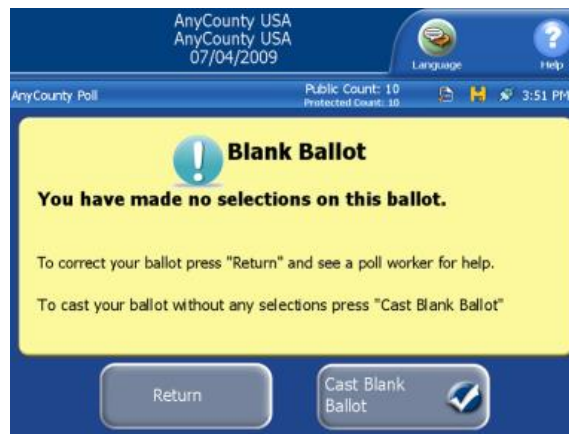 AnyCounty USA
AnyCounty USA
07/04/2009
Language
Help
AnyCounty Poll
Public Count: 10
Protected Count: 10
3:51 PM
Blank Ballot
You have made no selections on this ballot.
To correct your ballot press "Return" and see a poll worker for help.
To cast your ballot without any selections press "Cast Blank Ballot"
Return
Cast Blank
Ballot